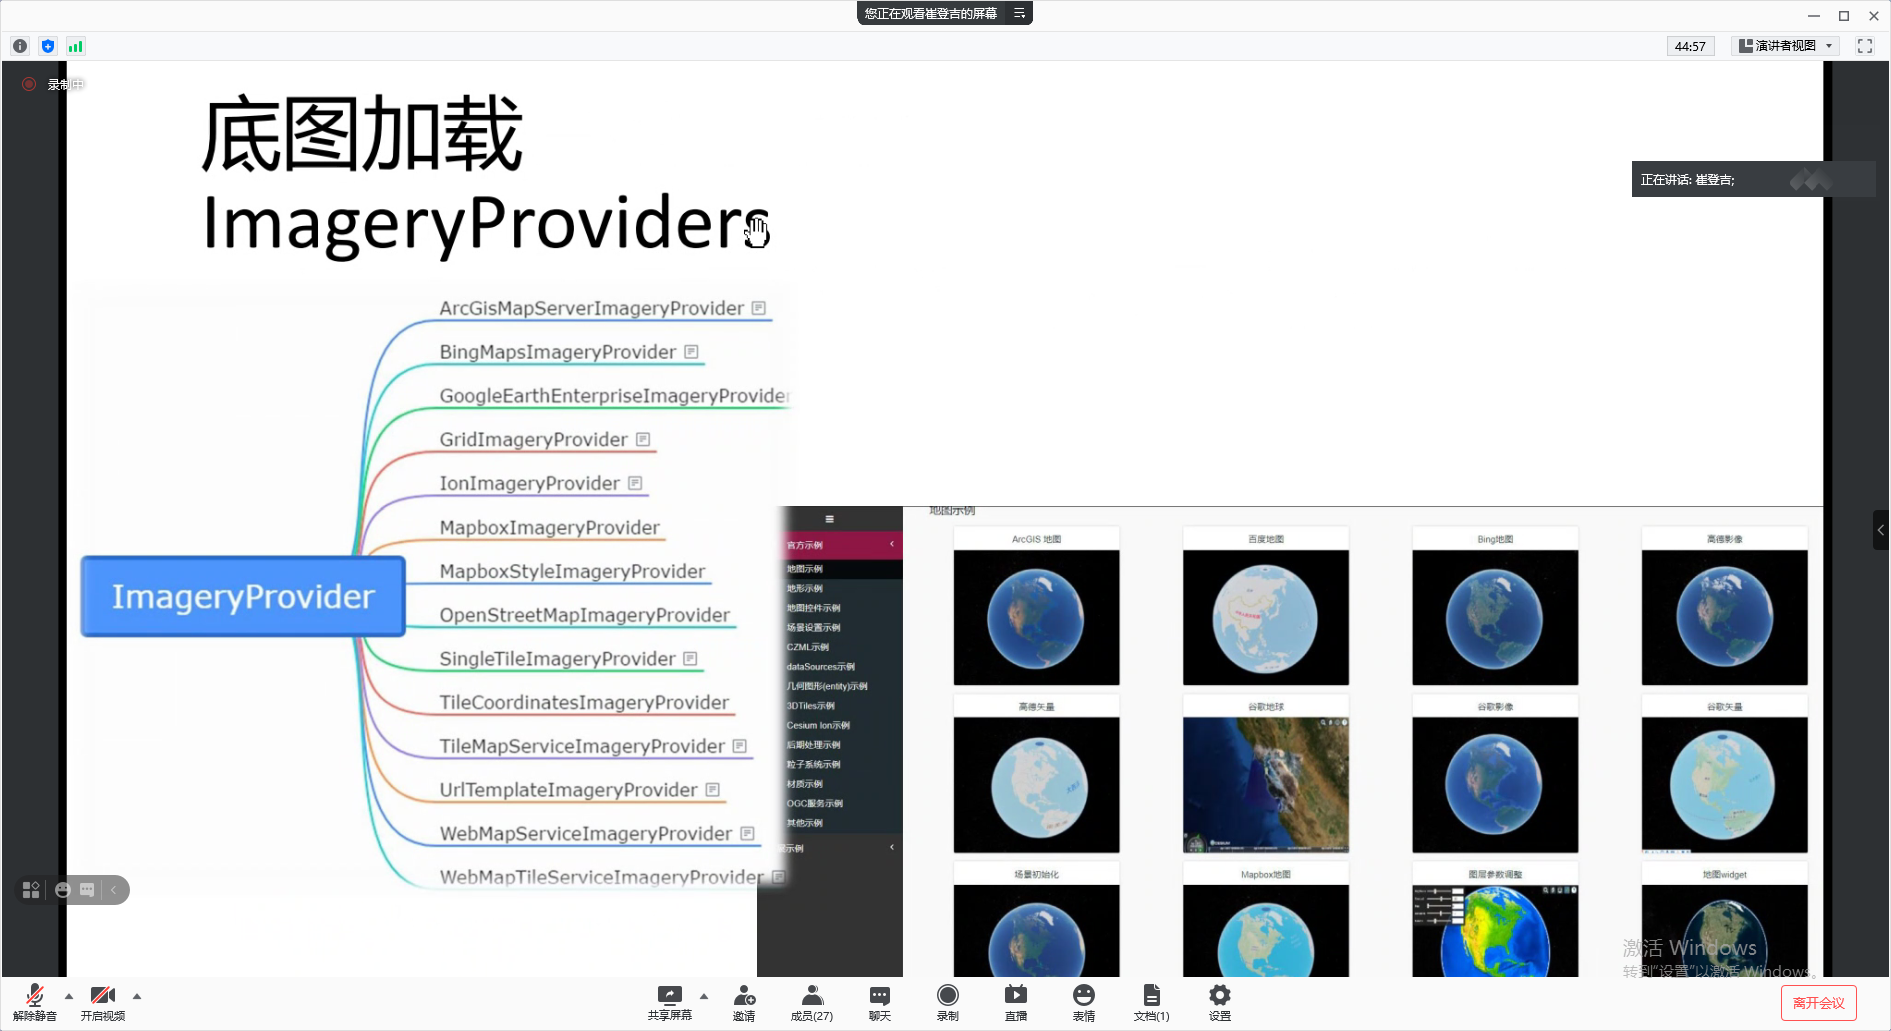 您正在观看崔登吉的屏幕
44:57
演讲者视图
录制中
底图加载
ImageryProviders
正在讲话: 崔登吉;
ImageryProvider
ArcGisMapServerImageryProvider
BingMapsImageryProvider
GoogleEarthEnterpriseImageryProvider
GridImageryProvider
IonImageryProvider
MapboxImageryProvider
MapboxStyleImageryProvider
OpenStreetMapImageryProvider
SingleTileImageryProvider
TileCoordinatesImageryProvider
TileMapServiceImageryProvider
UrlTemplateImageryProvider
WebMapServiceImageryProvider
WebMapTileServiceImageryProvider
官方示例
地图示例
地形示例
地图控件示例
场景设置示例
CZML示例
dataSources示例
几何图形(entity)示例
3DTiles示例
Cesium Ion示例
后期处理示例
粒子系统示例
材质示例
OGC服务示例
其他示例
示例
地图示例
ArcGIS 地图
百度地图
Bing地图
高德影像
高德矢量
谷歌地球
谷歌影像
谷歌矢量
场景初始化
Mapbox地图
图层参数调整
地图widget
激活 Windows
转到"设置"以激活 Windows。
解除静音
开启视频
共享屏幕
邀请
成员(27)
聊天
录制
直播
表情
文档(1)
设置
离开会议